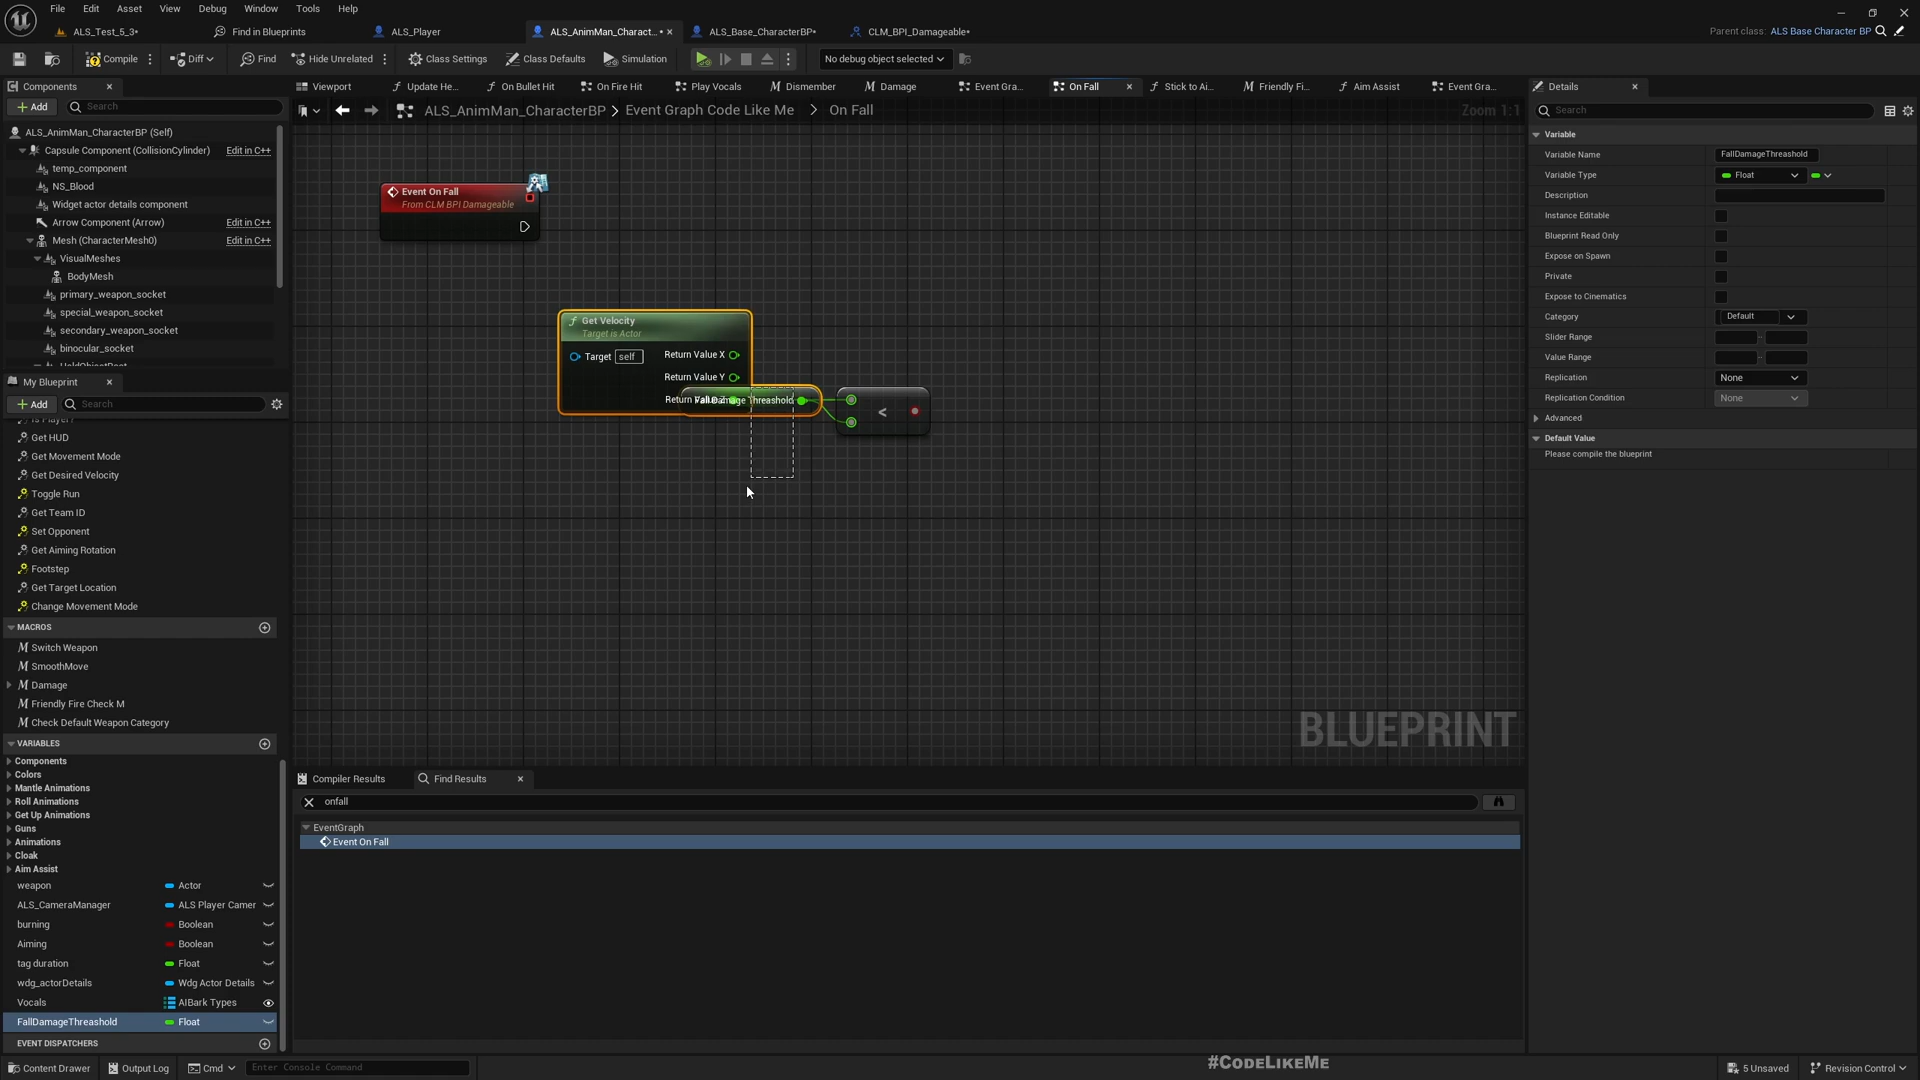 File Edit Asset View Debug Window Tools Help
ALS_Test_5_3* Find in Blueprints ALS_Player ALS_AnimMan_Charact...* ALS_Base_CharacterBP* CLM_BPI_Damageable*
Parent class: ALS Base Character BP
Compile Diff Find Hide Unrelated Class Settings Class Defaults Simulation No debug object selected
Components
Viewport Update He... On Bullet Hit On Fire Hit Play Vocals Dismember Damage Event Gra... On Fall Stick to Ai... Friendly Fi... Aim Assist Event Gra...
Details
Add Search
ALS_AnimMan_CharacterBP > Event Graph Code Like Me > On Fall
Zoom 1:1
Search
ALS_AnimMan_CharacterBP (Self)
Capsule Component (CollisionCylinder) Edit in C++
temp_component
NS_Blood
Widget actor details component
Arrow Component (Arrow) Edit in C++
Mesh (CharacterMesh0) Edit in C++
VisualMeshes
BodyMesh
primary_weapon_socket
special_weapon_socket
secondary_weapon_socket
binocular_socket
HeldObjectRoot
My Blueprint
Add Search
Is Player?
Get HUD
Get Movement Mode
Get Desired Velocity
Toggle Run
Get Team ID
Set Opponent
Get Aiming Rotation
Footstep
Get Target Location
Change Movement Mode
MACROS
Switch Weapon
SmoothMove
Damage
Friendly Fire Check M
Check Default Weapon Category
VARIABLES
Components
Colors
Mantle Animations
Roll Animations
Get Up Animations
Guns
Animations
Cloak
Aim Assist
weapon Actor
ALS_CameraManager ALS Player Camer
burning Boolean
Aiming Boolean
tag duration Float
wdg_actorDetails Wdg Actor Details
Vocals AIBark Types
FallDamageThreashold Float
EVENT DISPATCHERS
Event On Fall
From CLM BPI Damageable
Get Velocity
Target is Actor
Target self
Return Value X
Return Value Y
Return Value Z
Fall Damage Threashold
<
BLUEPRINT
Variable
Variable Name FallDamageThreashold
Variable Type Float
Description
Instance Editable
Blueprint Read Only
Expose on Spawn
Private
Expose to Cinematics
Category Default
Slider Range
Value Range
Replication None
Replication Condition None
Advanced
Default Value
Please compile the blueprint
Compiler Results Find Results
onfall
EventGraph
Event On Fall
#CODELIKEME
Content Drawer Output Log Cmd Enter Console Command
5 Unsaved Revision Control